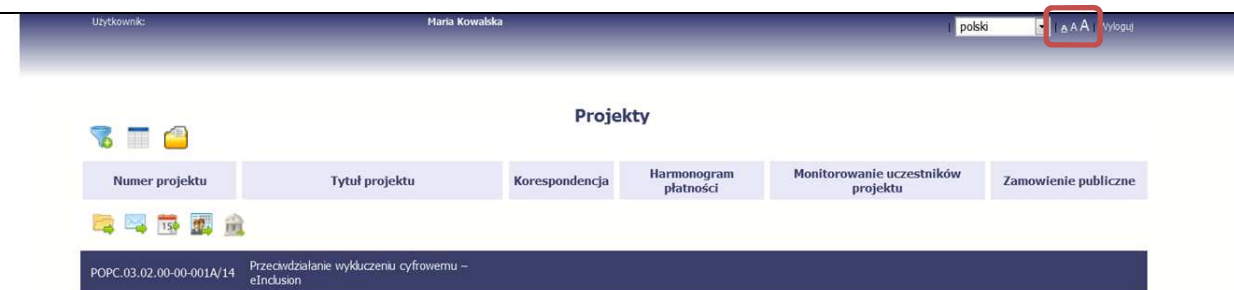 Użytkownik: Maria Kowalska | polski | A A A | Wyloguj
Projekty
Numer projektu Tytuł projektu Korespondencja Harmonogram płatności Monitorowanie uczestników projektu Zamowienie publiczne
15
POPC.03.02.00-00-001A/14 Przeciwdziałanie wykluczeniu cyfrowemu –
eInclusion